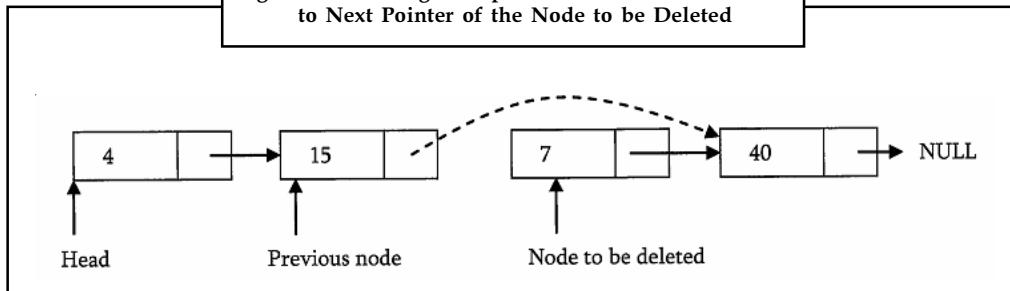 to Next Pointer of the Node to be Deleted
4 15 7 40 NULL
Head Previous node Node to be deleted